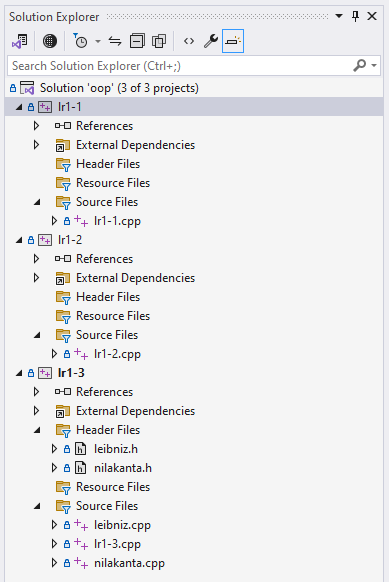 Solution Explorer
Search Solution Explorer (Ctrl+;)
Solution 'oop' (3 of 3 projects)
lr1-1
References
External Dependencies
Header Files
Resource Files
Source Files
lr1-1.cpp
lr1-2
References
External Dependencies
Header Files
Resource Files
Source Files
lr1-2.cpp
lr1-3
References
External Dependencies
Header Files
leibniz.h
nilakanta.h
Resource Files
Source Files
leibniz.cpp
lr1-3.cpp
nilakanta.cpp